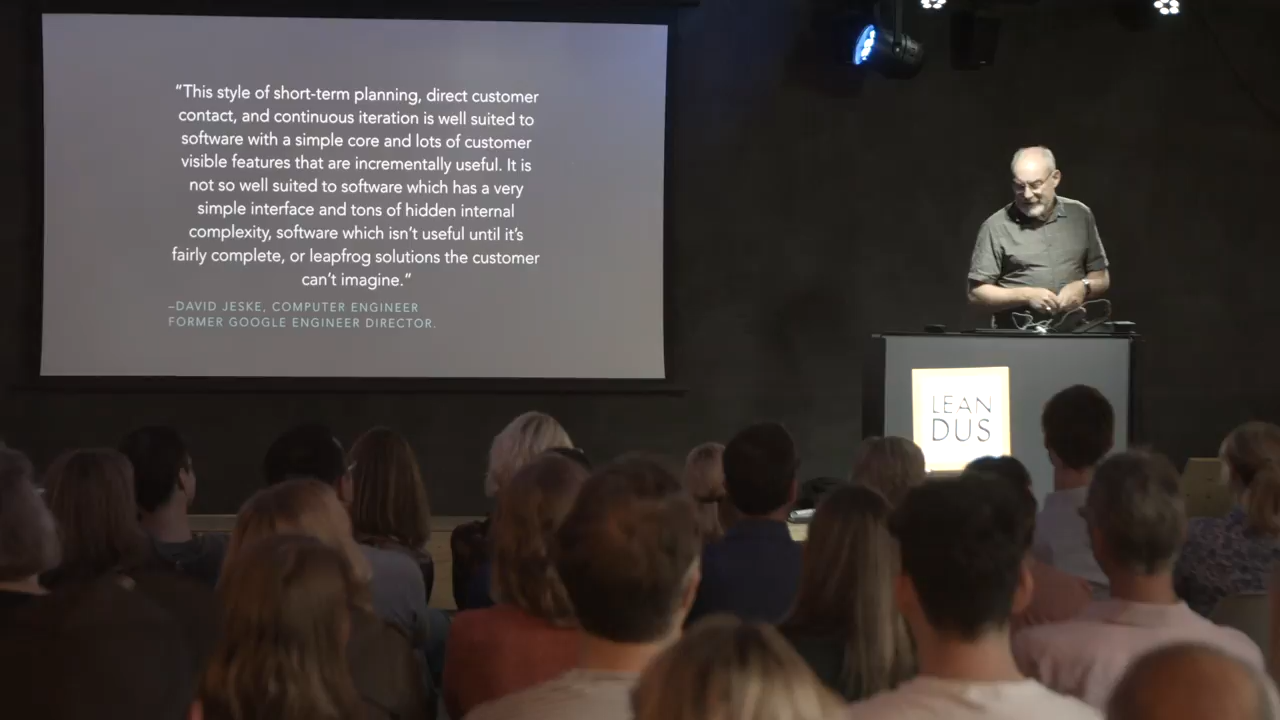 “This style of short-term planning, direct customer
contact, and continuous iteration is well suited to
software with a simple core and lots of customer
visible features that are incrementally useful. It is
not so well suited to software which has a very
simple interface and tons of hidden internal
complexity, software which isn’t useful until it’s
fairly complete, or leapfrog solutions the customer
can’t imagine.”
–DAVID JESKE, COMPUTER ENGINEER
FORMER GOOGLE ENGINEER DIRECTOR.
LEAN
DUS